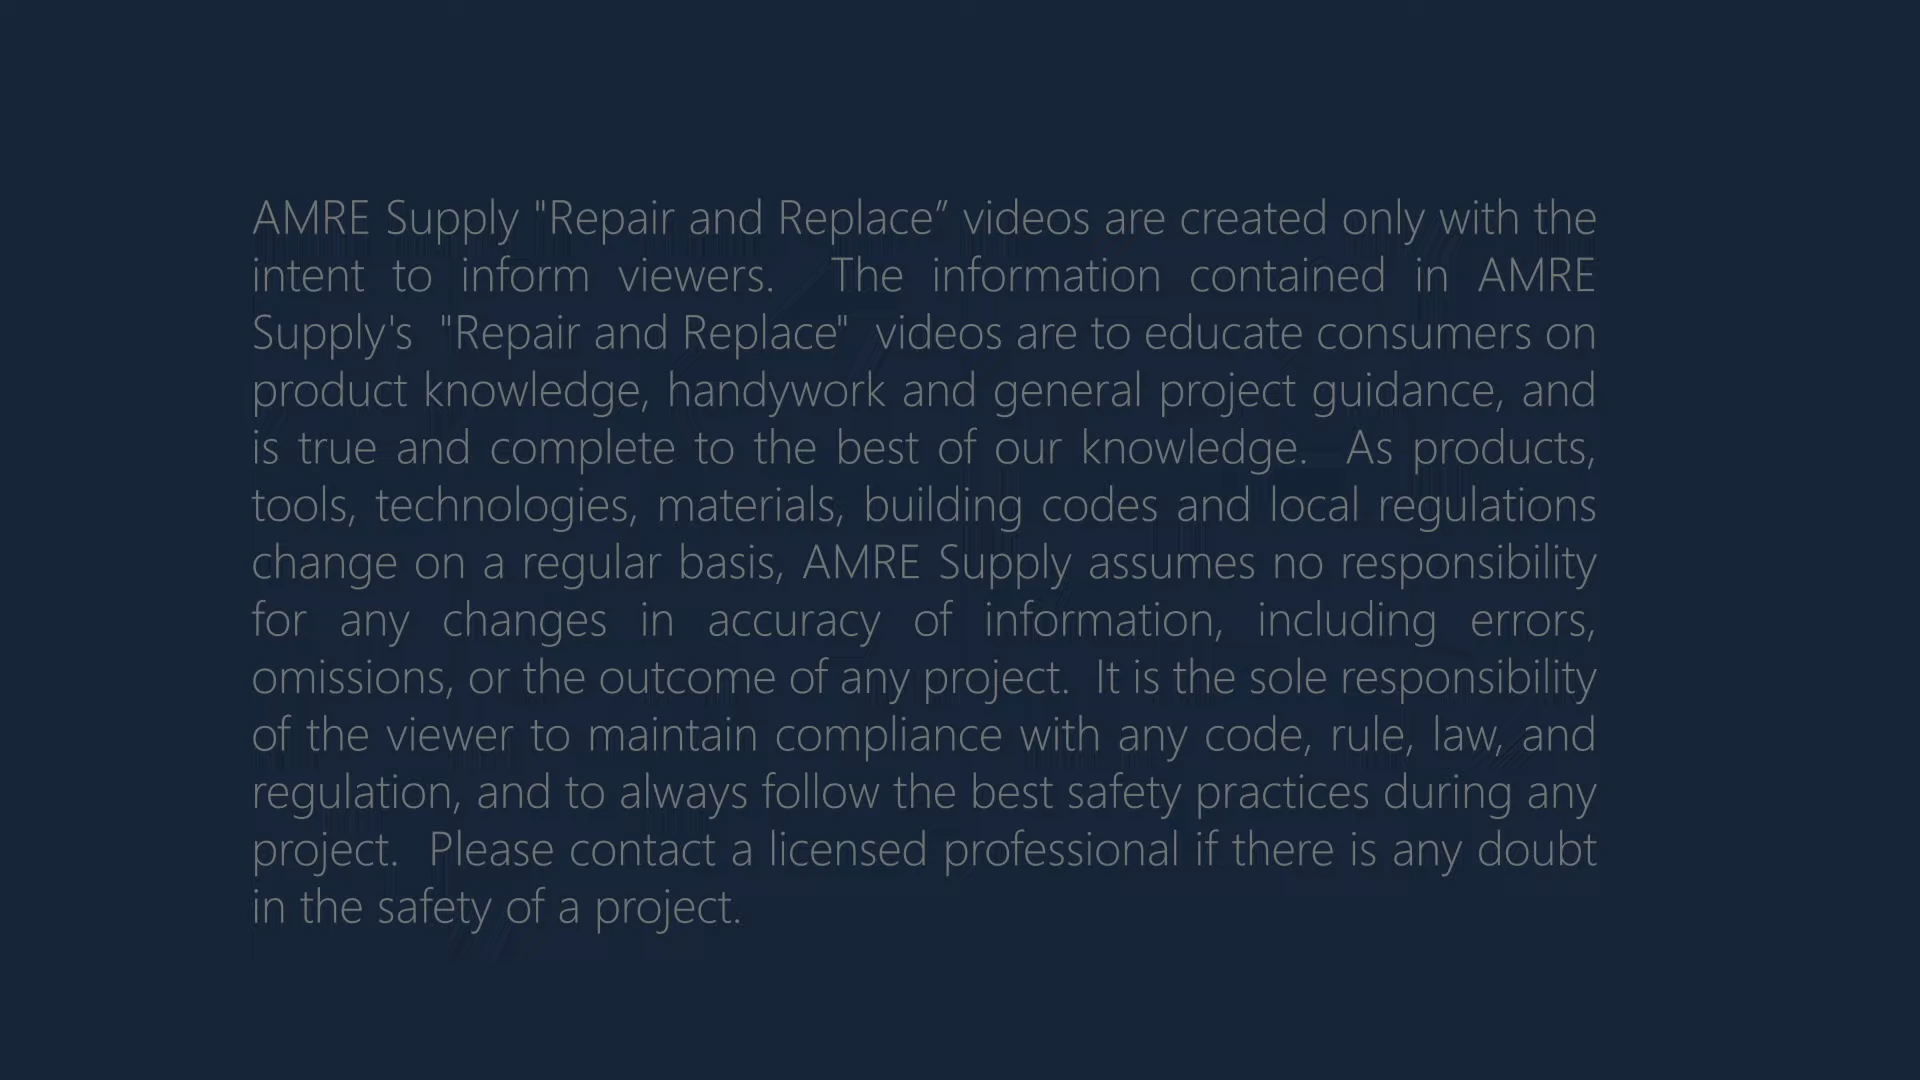 AMRE Supply "Repair and Replace” videos are created only with the
intent to inform viewers.  The information contained in AMRE
Supply's  "Repair and Replace"  videos are to educate consumers on
product knowledge, handywork and general project guidance, and
is true and complete to the best of our knowledge.  As products,
tools, technologies, materials, building codes and local regulations
change on a regular basis, AMRE Supply assumes no responsibility
for any changes in accuracy of information, including errors,
omissions, or the outcome of any project.  It is the sole responsibility
of the viewer to maintain compliance with any code, rule, law, and
regulation, and to always follow the best safety practices during any
project.  Please contact a licensed professional if there is any doubt
in the safety of a project.